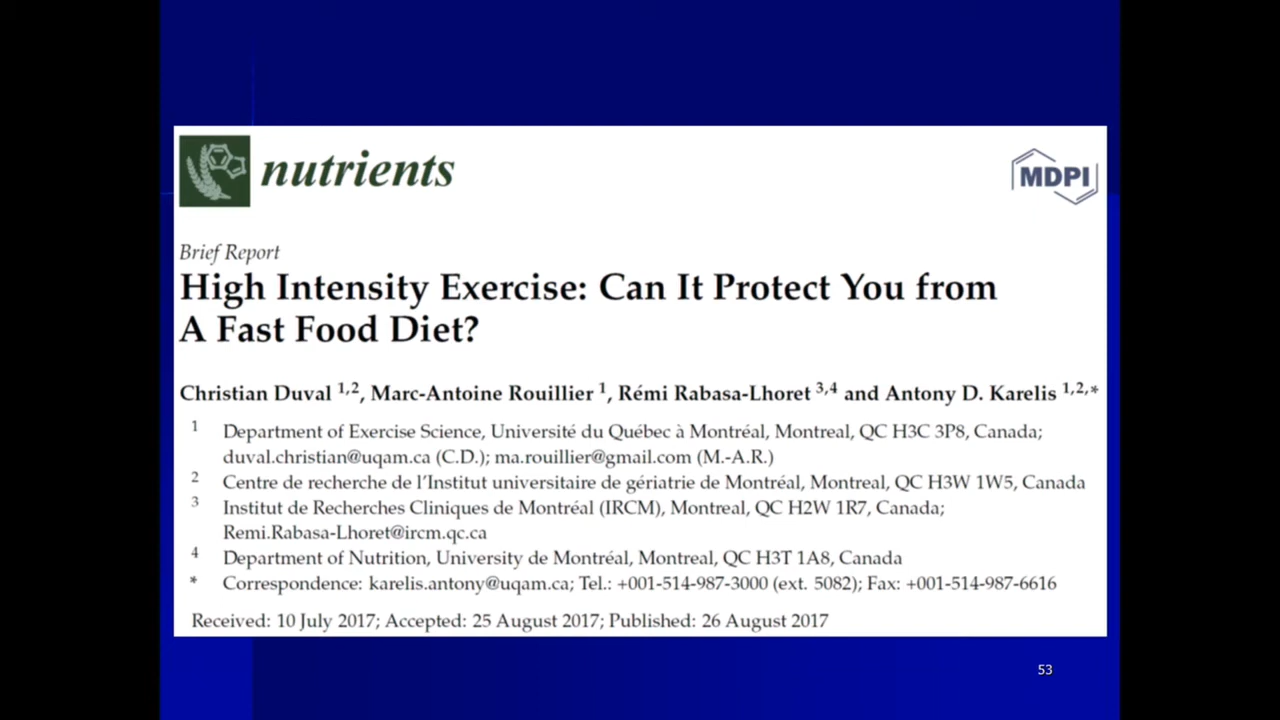 nutrients
MDPI
Brief Report
High Intensity Exercise: Can It Protect You from
A Fast Food Diet?
Christian Duval 1,2, Marc-Antoine Rouillier 1, Rémi Rabasa-Lhoret 3,4 and Antony D. Karelis 1,2,*
1 Department of Exercise Science, Université du Québec à Montréal, Montreal, QC H3C 3P8, Canada;
duval.christian@uqam.ca (C.D.); ma.rouillier@gmail.com (M.-A.R.)
2 Centre de recherche de l'Institut universitaire de gériatrie de Montréal, Montreal, QC H3W 1W5, Canada
3 Institut de Recherches Cliniques de Montréal (IRCM), Montreal, QC H2W 1R7, Canada;
Remi.Rabasa-Lhoret@ircm.qc.ca
4 Department of Nutrition, University de Montréal, Montreal, QC H3T 1A8, Canada
* Correspondence: karelis.antony@uqam.ca; Tel.: +001-514-987-3000 (ext. 5082); Fax: +001-514-987-6616
Received: 10 July 2017; Accepted: 25 August 2017; Published: 26 August 2017
53